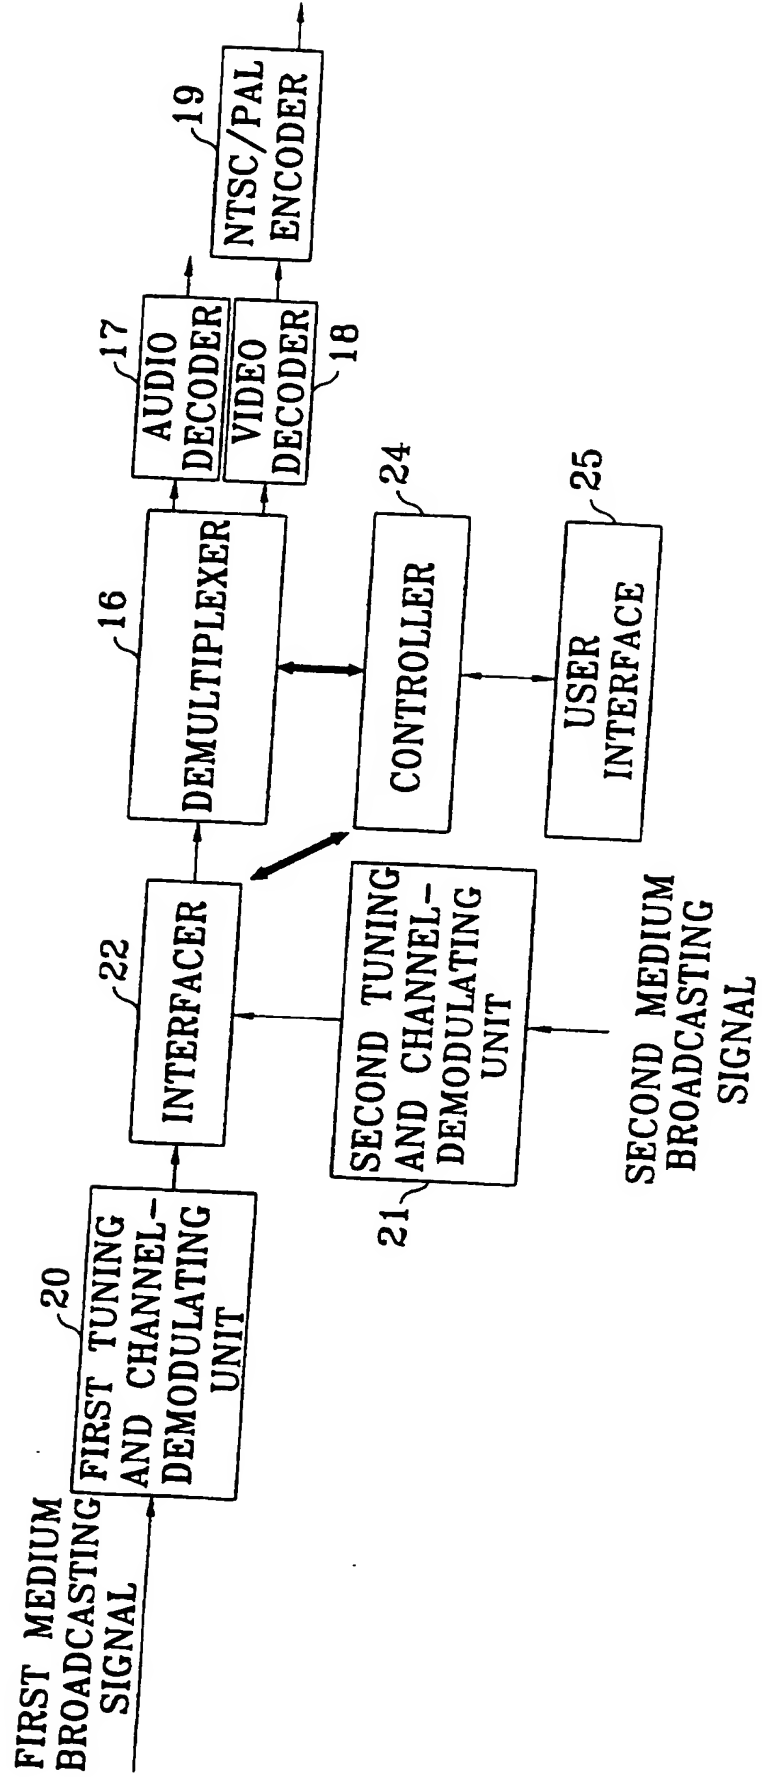 FIRST MEDIUM
BROADCASTING
SIGNAL
20
FIRST TUNING
AND CHANNEL-
DEMODULATING
UNIT
22
INTERFACER
16
DEMULTIPLEXER
17
AUDIO
DECODER
VIDEO
DECODER
18
19
NTSC/PAL
ENCODER
21
SECOND TUNING
AND CHANNEL-
DEMODULATING
UNIT
SECOND MEDIUM
BROADCASTING
SIGNAL
24
CONTROLLER
25
USER
INTERFACE